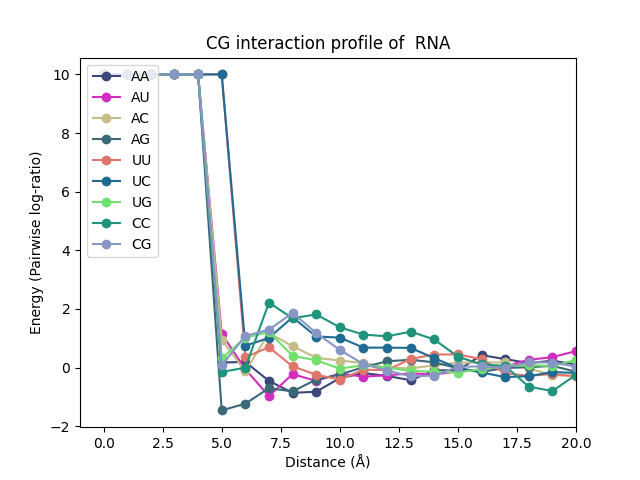 CG interaction profile of  RNA
Energy (Pairwise log-ratio)
10
8
6
4
2
0
−2
AA
AU
AC
AG
UU
UC
UG
CC
CG
0.0 2.5 5.0 7.5 10.0 12.5 15.0 17.5 20.0
Distance (Å)